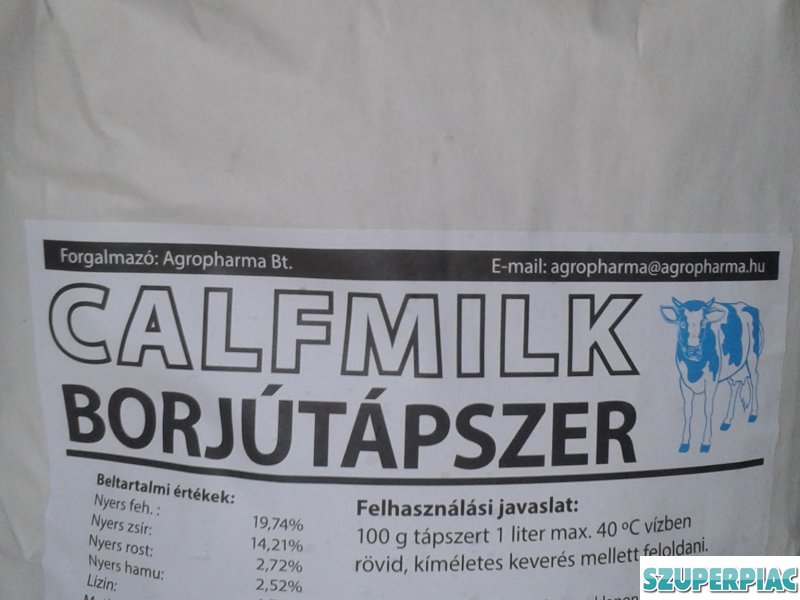 Forgalmazó: Agropharma Bt.
E-mail: agropharma@agropharma.hu
CALFMILK
BORJÚTÁPSZER
Beltartalmi értékek:
Nyers feh. : 19,74%
Nyers zsír: 14,21%
Nyers rost: 2,72%
Nyers hamu: 2,52%
Lizin:
Felhasználási javaslat:
100 g tápszert 1 liter max. 40 ºC vízben
rövid, kíméletes keverés mellett feloldani.
SZUPERPIAC